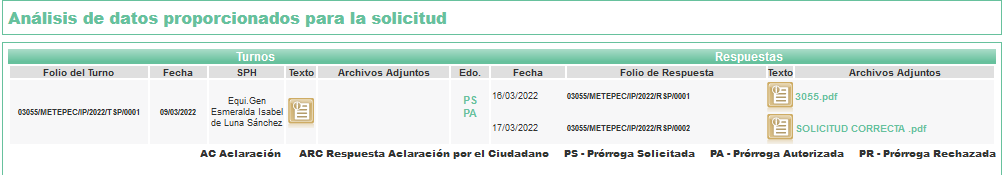 Análisis de datos proporcionados para la solicitud
Turnos Respuestas
Folio del Turno Fecha SPH Texto Archivos Adjuntos Edo. Fecha Folio de Respuesta Texto Archivos Adjuntos
03055/METEPEC/IP/2022/TSP/0001 09/03/2022
Equi.Gen
Esmeralda Isabel
de Luna Sánchez
PS
PA
16/03/2022 03055/METEPEC/IP/2022/RSP/0001 3055.pdf
17/03/2022 03055/METEPEC/IP/2022/RSP/0002 SOLICITUD CORRECTA .pdf
AC Aclaración ARC Respuesta Aclaración por el Ciudadano PS - Prórroga Solicitada PA - Prórroga Autorizada PR - Prórroga Rechazada